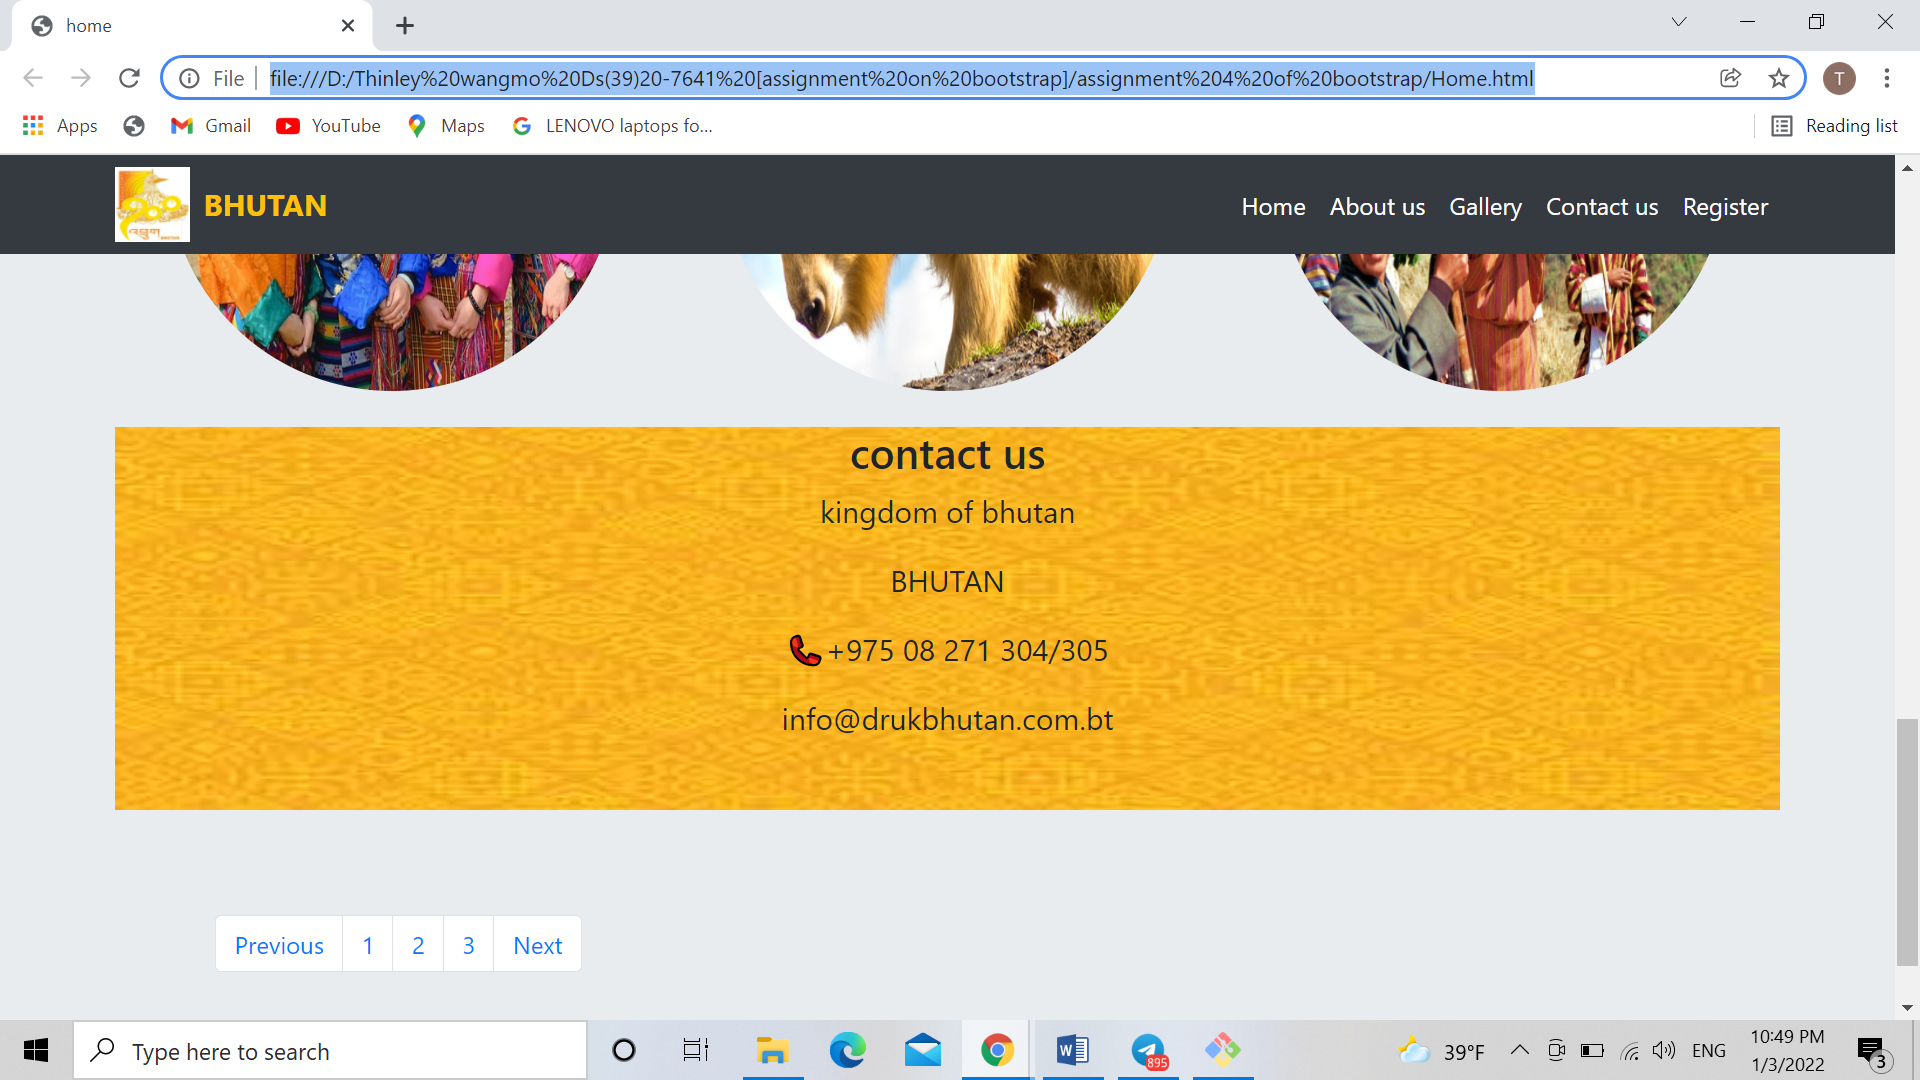 home
File
file:///D:/Thinley%20wangmo%20Ds(39)20-7641%20[assignment%20on%20bootstrap]/assignment%204%20of%20bootstrap/Home.html
T
Apps
Gmail
YouTube
Maps
LENOVO laptops fo...
Reading list
BHUTAN
Home
About us
Gallery
Contact us
Register
contact us
kingdom of bhutan
BHUTAN
+975 08 271 304/305
info@drukbhutan.com.bt
Previous
1
2
3
Next
Type here to search
895
39°F
ENG
10:49 PM
1/3/2022
3